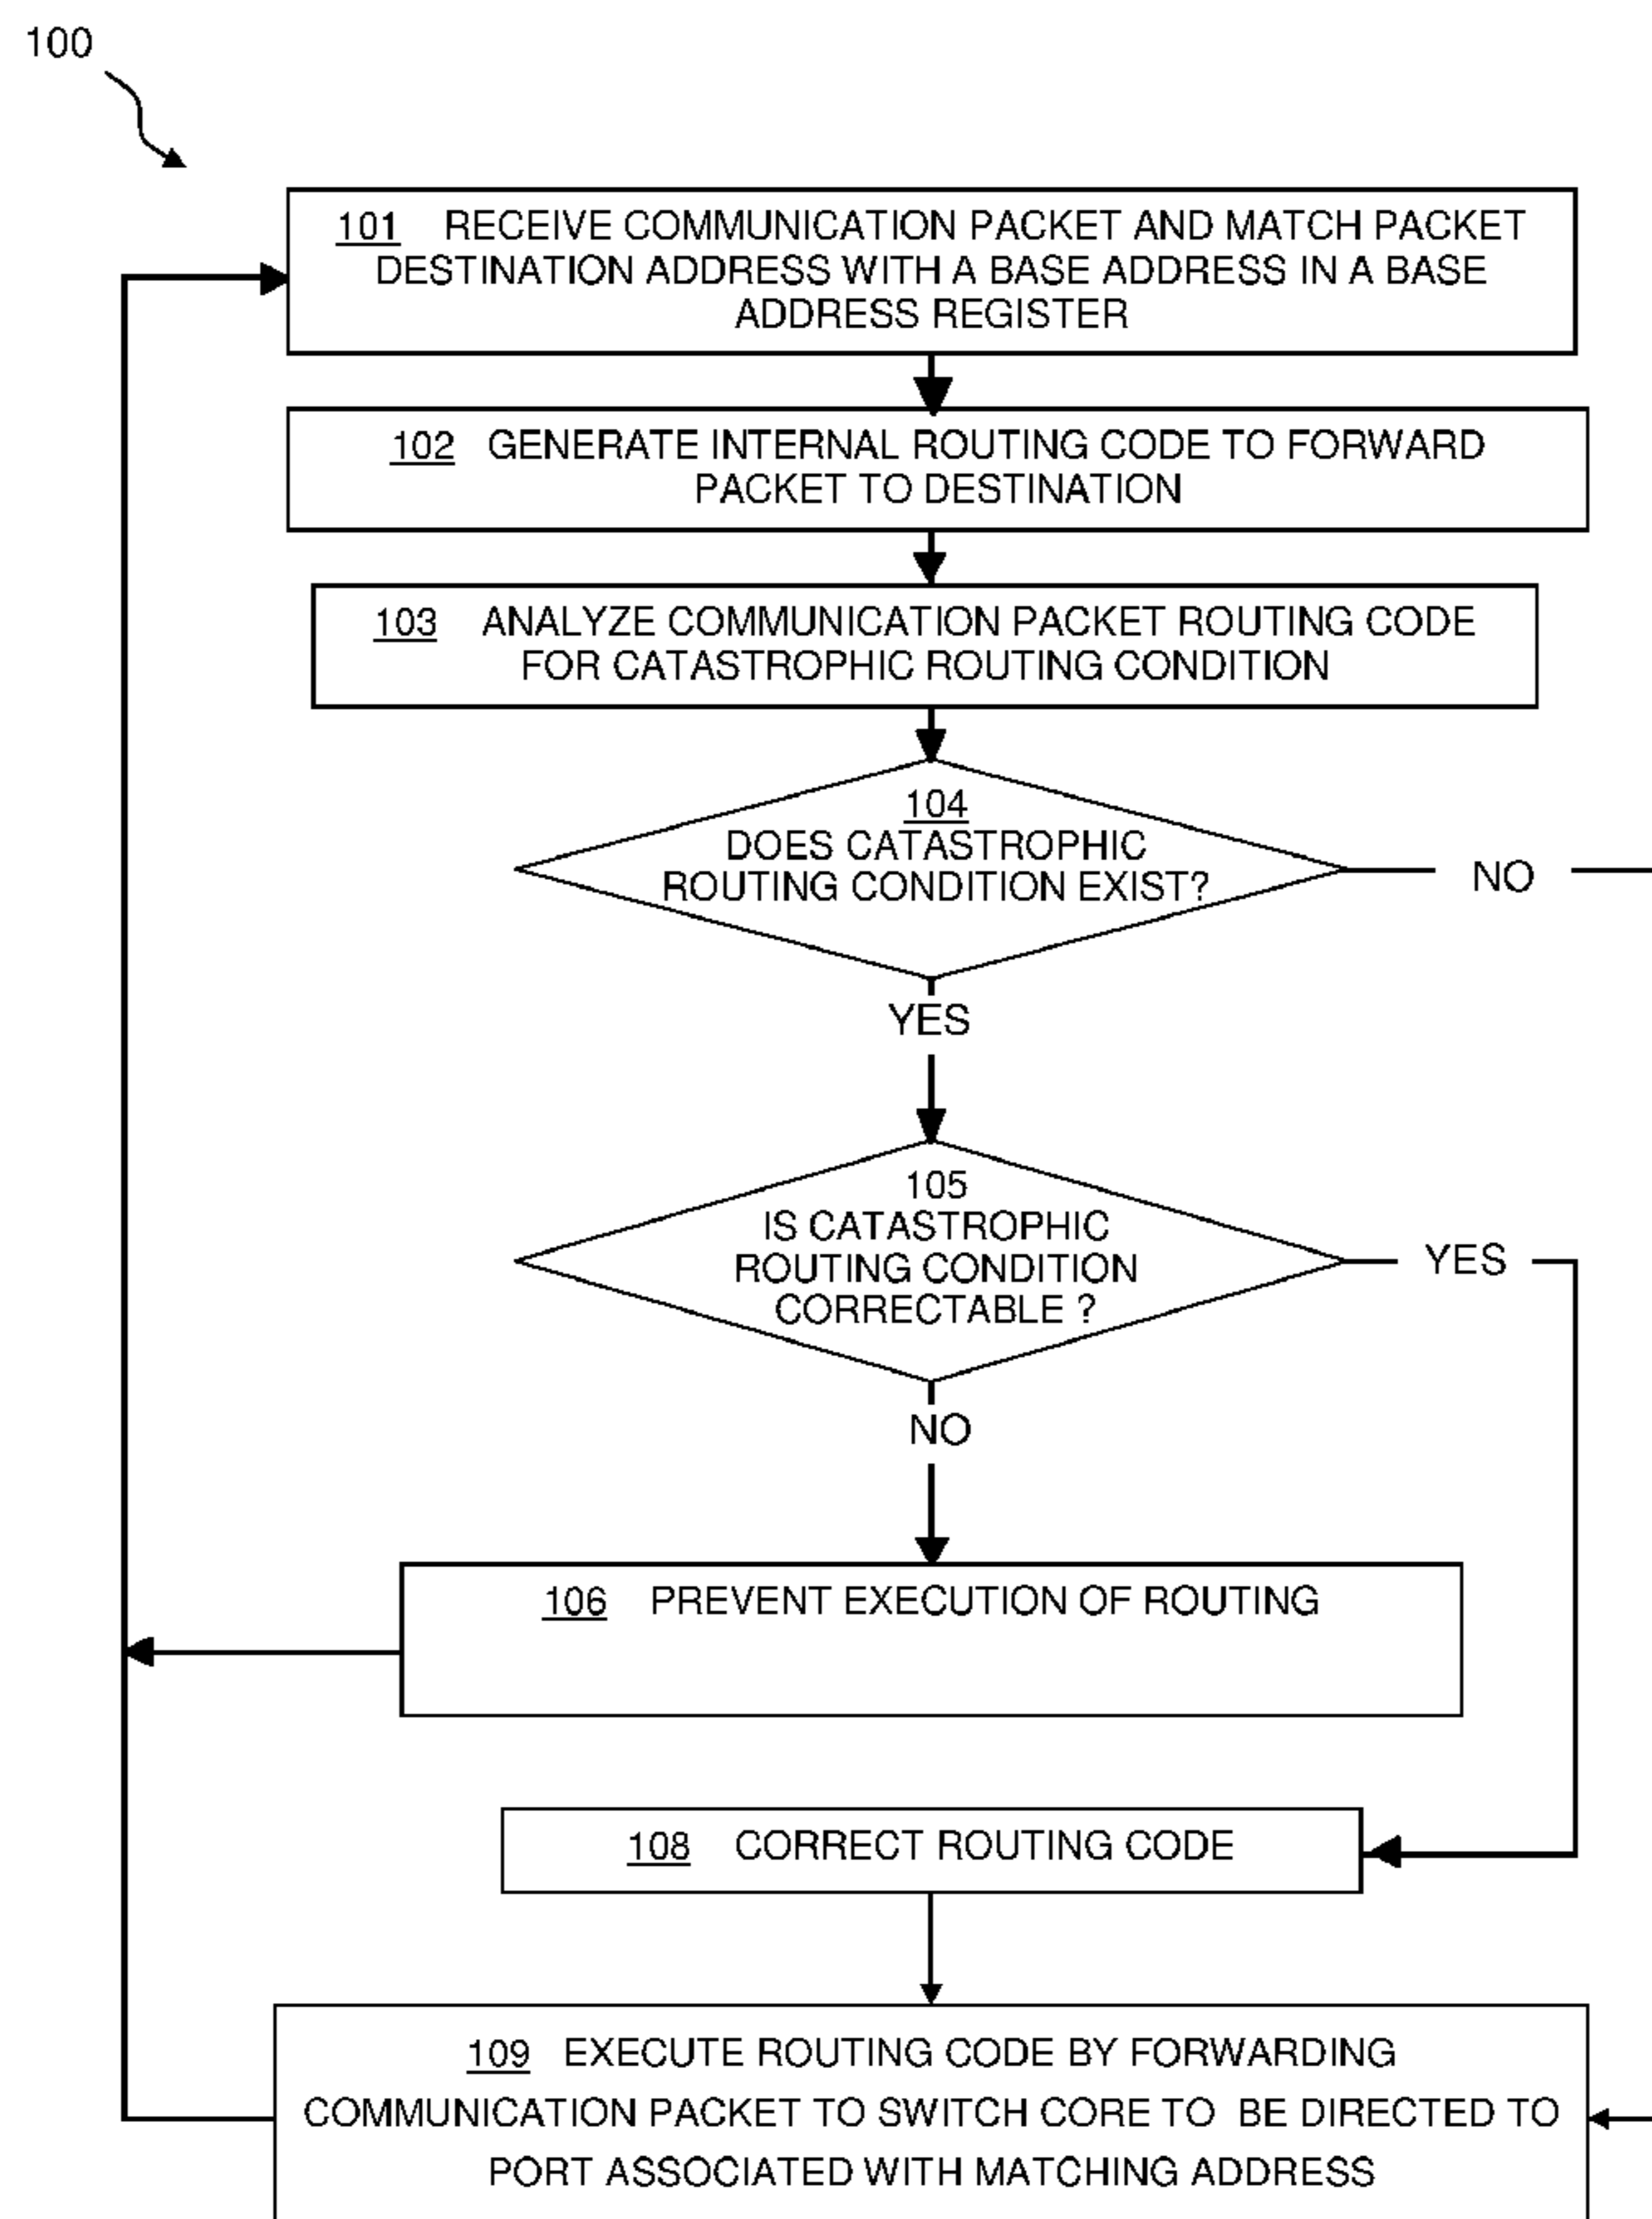 100
101 RECEIVE COMMUNICATION PACKET AND MATCH PACKET
DESTINATION ADDRESS WITH A BASE ADDRESS IN A BASE
ADDRESS REGISTER
102 GENERATE INTERNAL ROUTING CODE TO FORWARD
PACKET TO DESTINATION
103 ANALYZE COMMUNICATION PACKET ROUTING CODE
FOR CATASTROPHIC ROUTING CONDITION
104
DOES CATASTROPHIC
ROUTING CONDITION EXIST?
NO
YES
105
IS CATASTROPHIC
ROUTING CONDITION
CORRECTABLE ?
YES
NO
106 PREVENT EXECUTION OF ROUTING
108 CORRECT ROUTING CODE
109 EXECUTE ROUTING CODE BY FORWARDING
COMMUNICATION PACKET TO SWITCH CORE TO BE DIRECTED TO
PORT ASSOCIATED WITH MATCHING ADDRESS